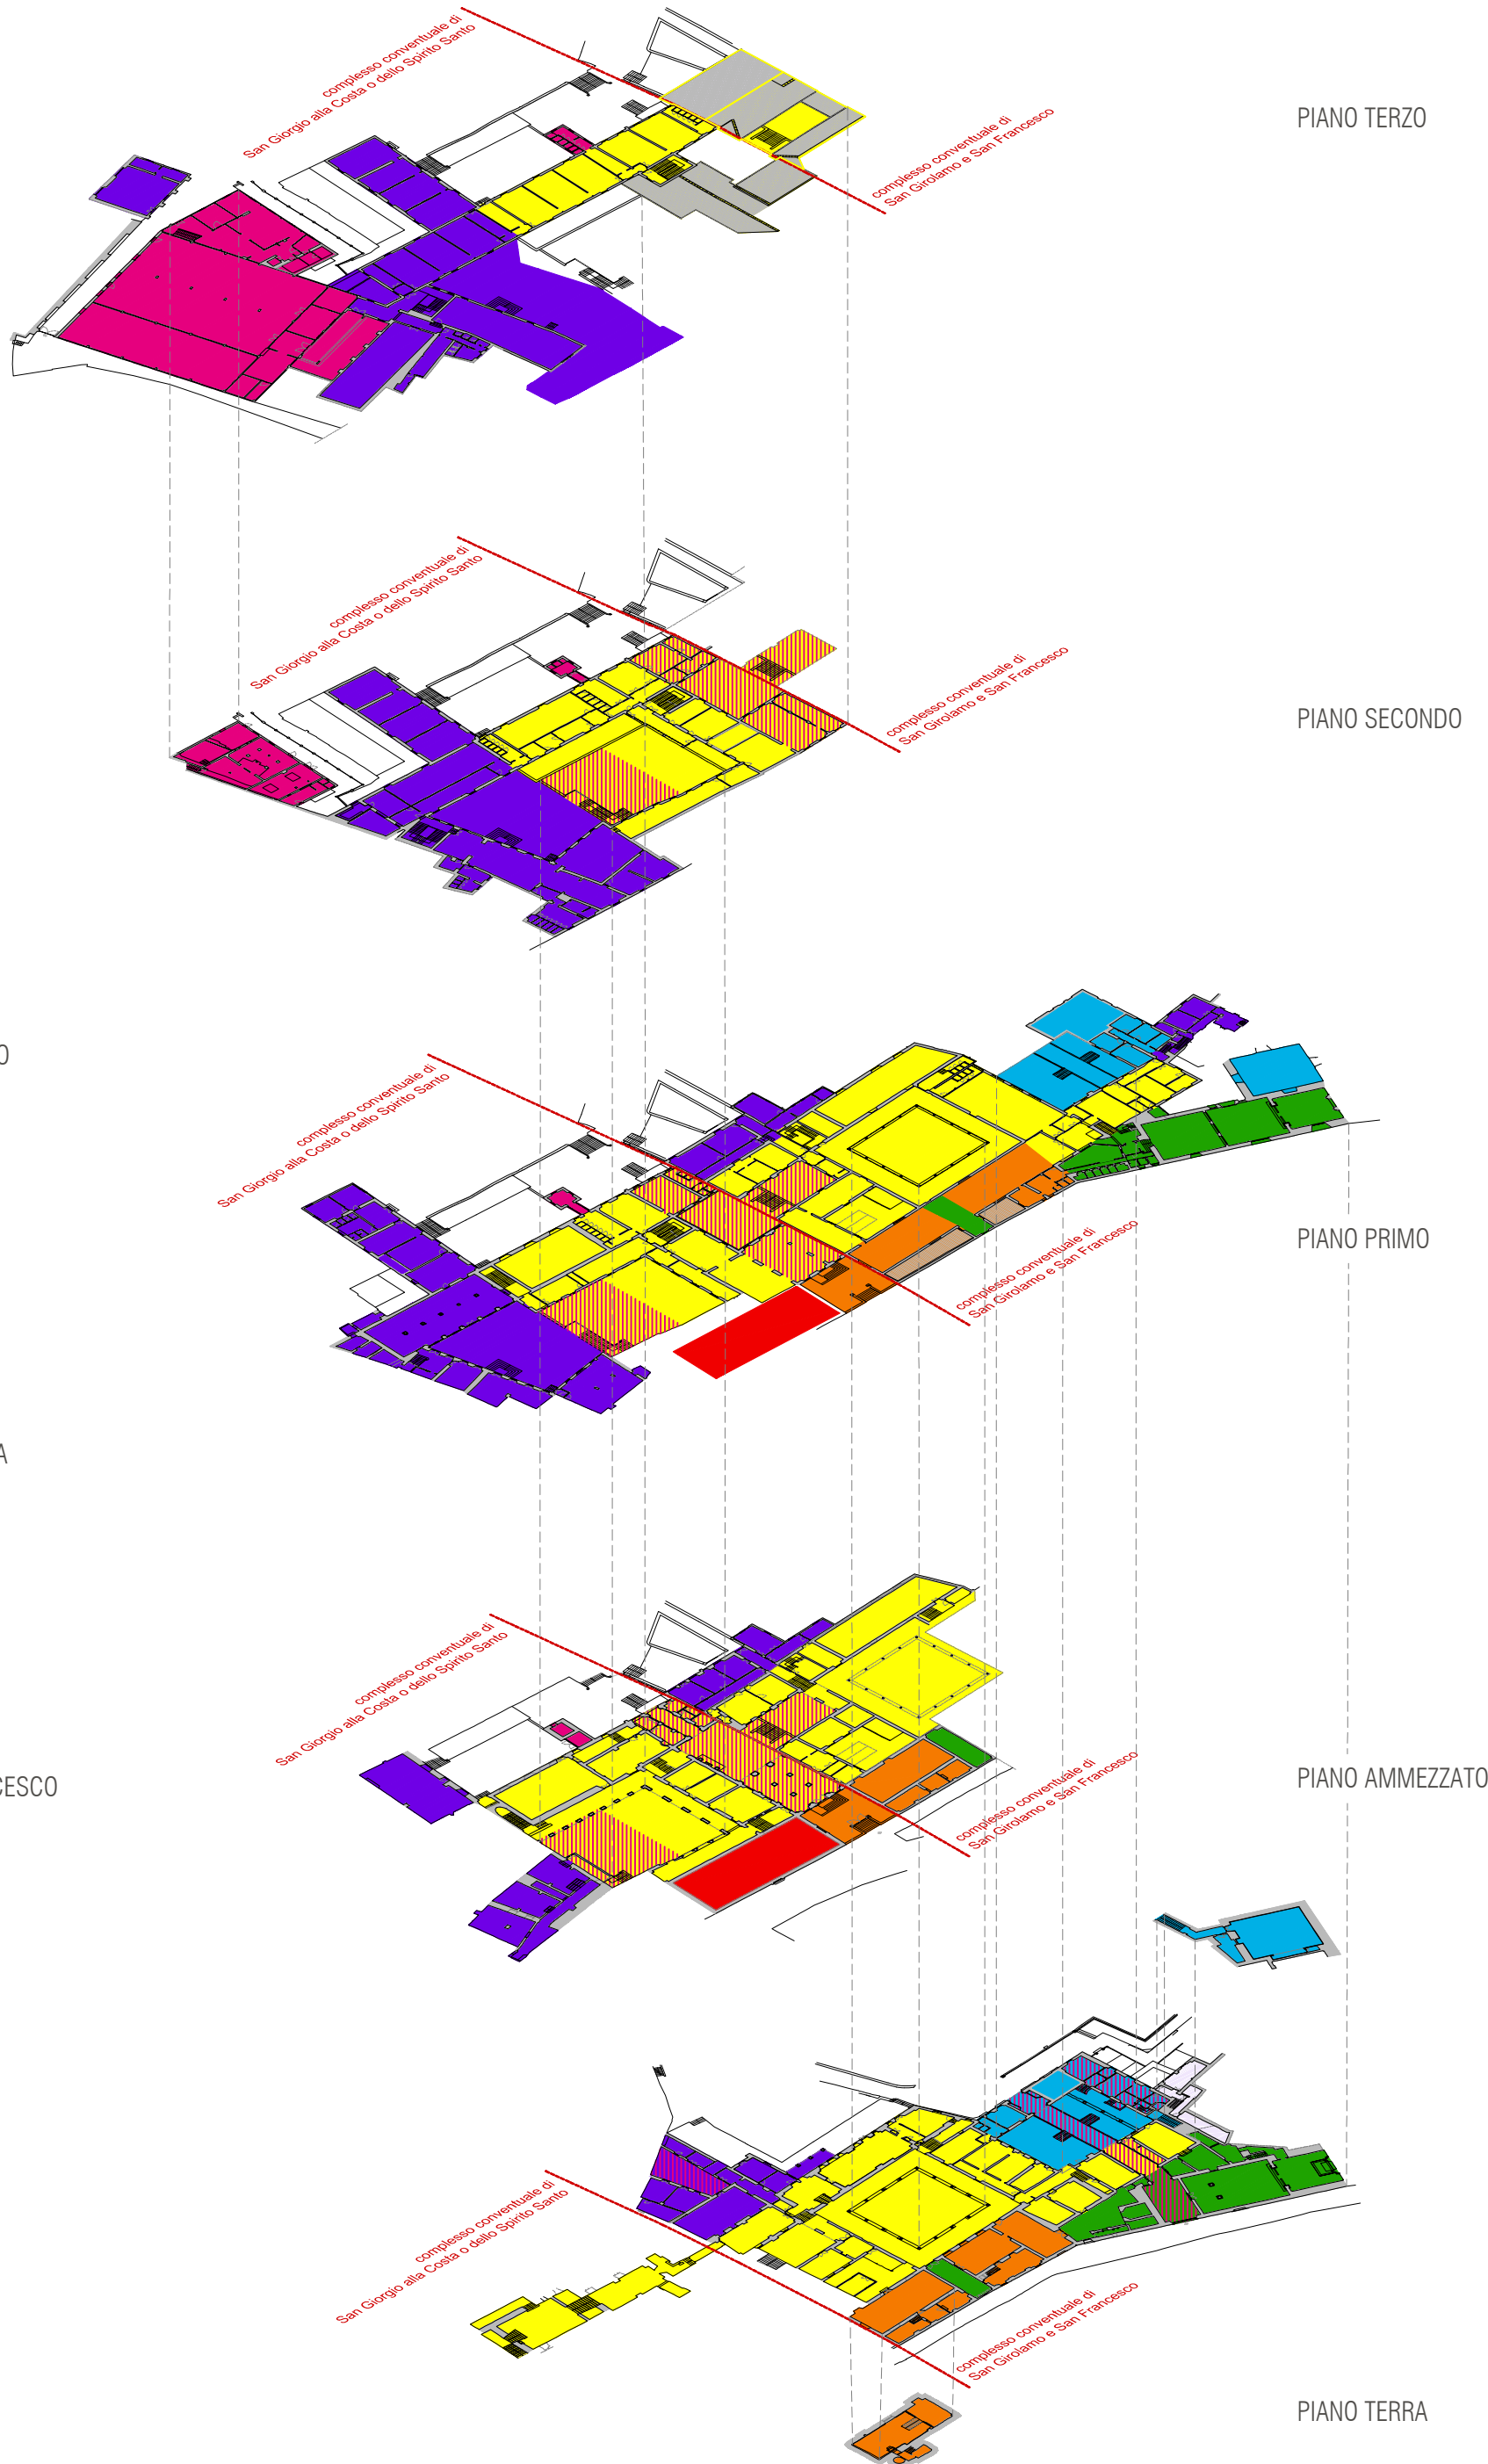 complesso conventuale di
San Giorgio alla Costa o dello Spirito Santo
complesso conventuale di
San Girolamo e San Francesco
PIANO TERZO
complesso conventuale di
San Giorgio alla Costa o dello Spirito Santo
complesso conventuale di
San Girolamo e San Francesco
PIANO SECONDO
O
complesso conventuale di
San Giorgio alla Costa o dello Spirito Santo
complesso conventuale di
San Girolamo e San Francesco
PIANO PRIMO
A
complesso conventuale di
San Giorgio alla Costa o dello Spirito Santo
complesso conventuale di
San Girolamo e San Francesco
PIANO AMMEZZATO
CESCO
complesso conventuale di
San Giorgio alla Costa o dello Spirito Santo
complesso conventuale di
San Girolamo e San Francesco
PIANO TERRA